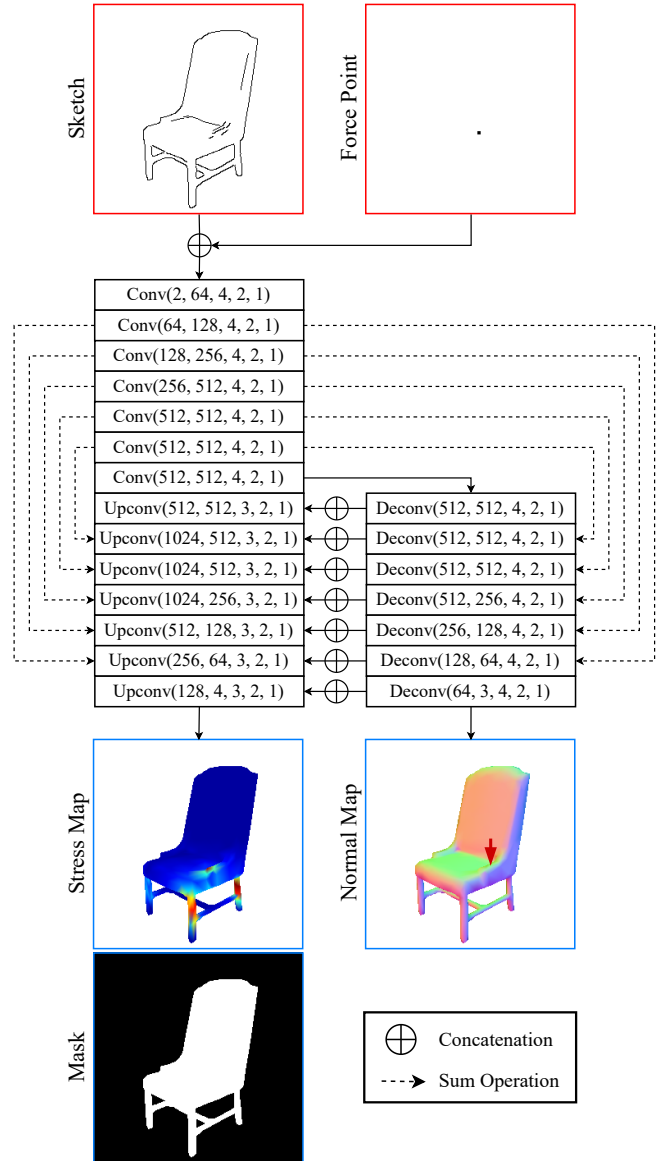 Sketch
Force Point
Conv(2, 64, 4, 2, 1)
Conv(64, 128, 4, 2, 1)
Conv(128, 256, 4, 2, 1)
Conv(256, 512, 4, 2, 1)
Conv(512, 512, 4, 2, 1)
Conv(512, 512, 4, 2, 1)
Conv(512, 512, 4, 2, 1)
Upconv(512, 512, 3, 2, 1)
Deconv(512, 512, 4, 2, 1)
Upconv(1024, 512, 3, 2, 1)
Deconv(512, 512, 4, 2, 1)
Upconv(1024, 512, 3, 2, 1)
Deconv(512, 512, 4, 2, 1)
Upconv(1024, 256, 3, 2, 1)
Deconv(512, 256, 4, 2, 1)
Upconv(512, 128, 3, 2, 1)
Deconv(256, 128, 4, 2, 1)
Upconv(256, 64, 3, 2, 1)
Deconv(128, 64, 4, 2, 1)
Upconv(128, 4, 3, 2, 1)
Deconv(64, 3, 4, 2, 1)
Stress Map
Normal Map
Mask
Concatenation
Sum Operation